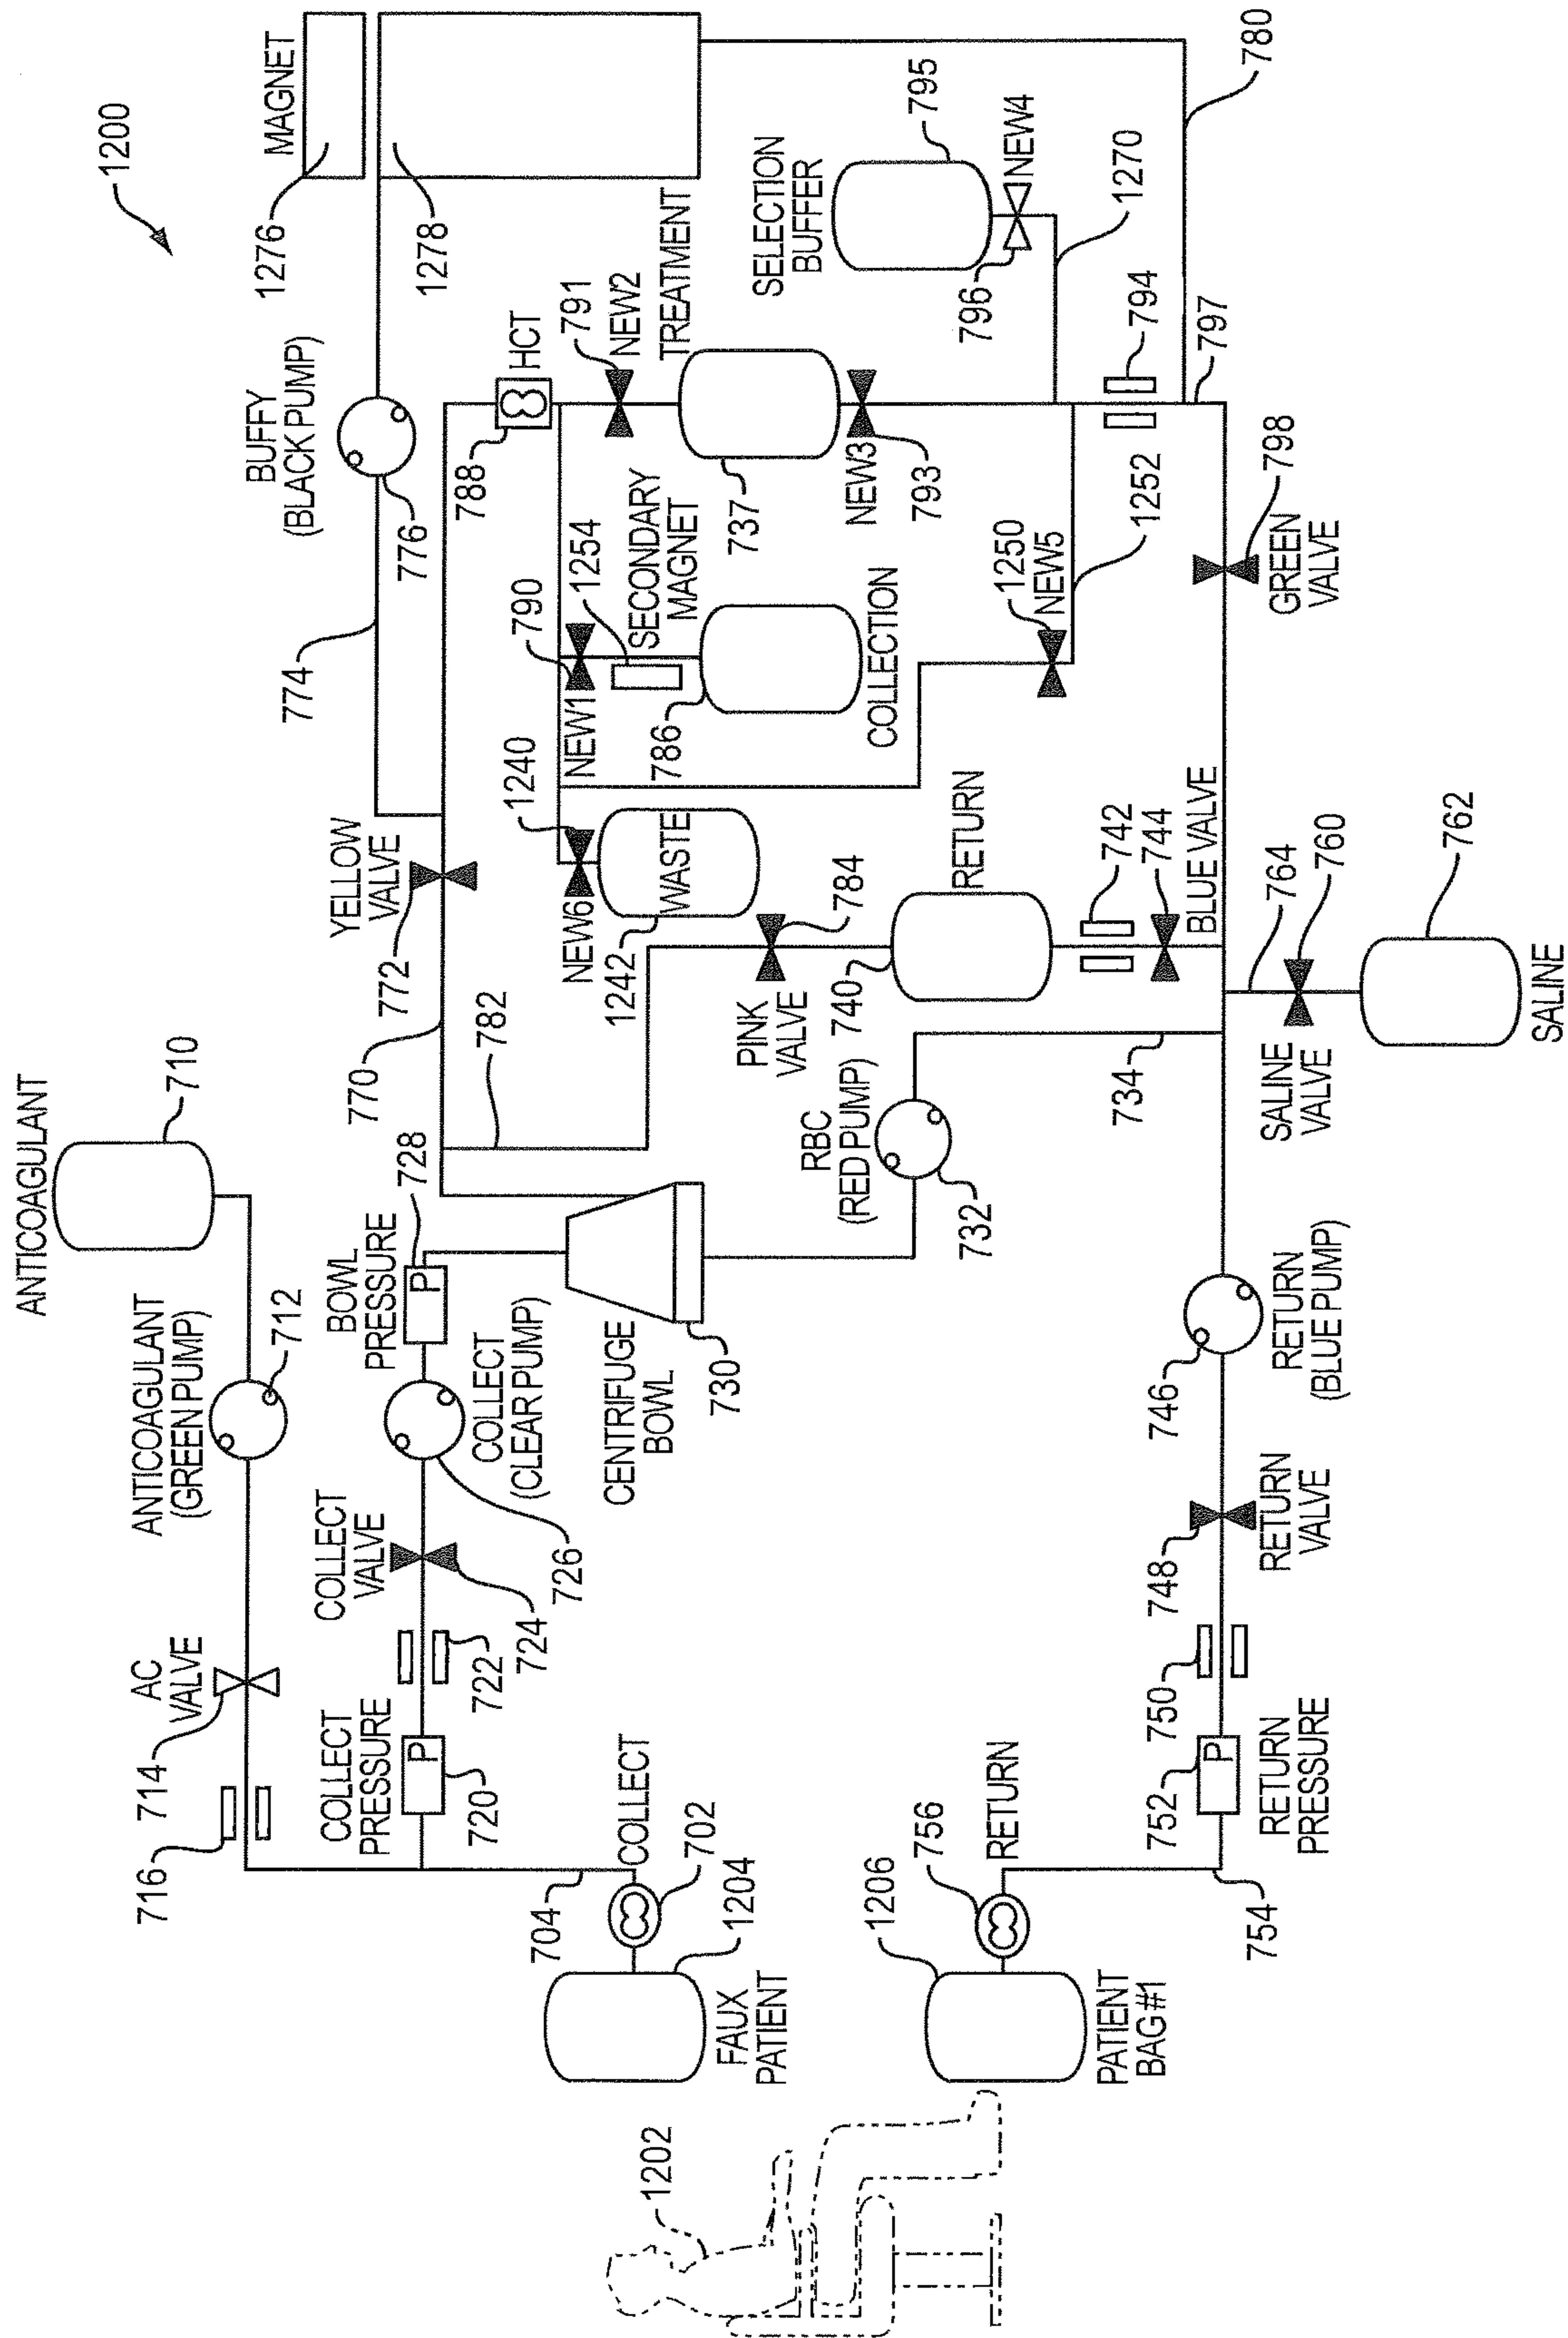 1200
ANTICOAGULANT
710
ANTICOAGULANT
(GREEN PUMP)
712
AC
VALVE
714
716
COLLECT
PRESSURE
720
722
COLLECT
VALVE
724
726
COLLECT
(CLEAR PUMP)
BOWL
PRESSURE
P
728
P
CENTRIFUGE
BOWL
730
704
COLLECT
702
1204
FAUX
PATIENT
1202
1206
PATIENT
BAG #1
756
RETURN
754
752
P
RETURN
PRESSURE
750
748
RETURN
VALVE
746
RETURN
(BLUE PUMP)
RBC
(RED PUMP)
732
734
SALINE
VALVE
764
760
762
SALINE
770
772
YELLOW
VALVE
782
774
BUFFY
(BLACK PUMP)
776
1276
MAGNET
1278
788
HCT
791
NEW2
TREATMENT
737
NEW3
793
SELECTION
BUFFER
795
NEW4
796
1270
794
797
780
790
NEW1
1254
SECONDARY
MAGNET
786
COLLECTION
1240
NEW6
WASTE
1242
PINK
VALVE
784
740
RETURN
742
744
BLUE VALVE
1250
NEW5
1252
798
GREEN
VALVE